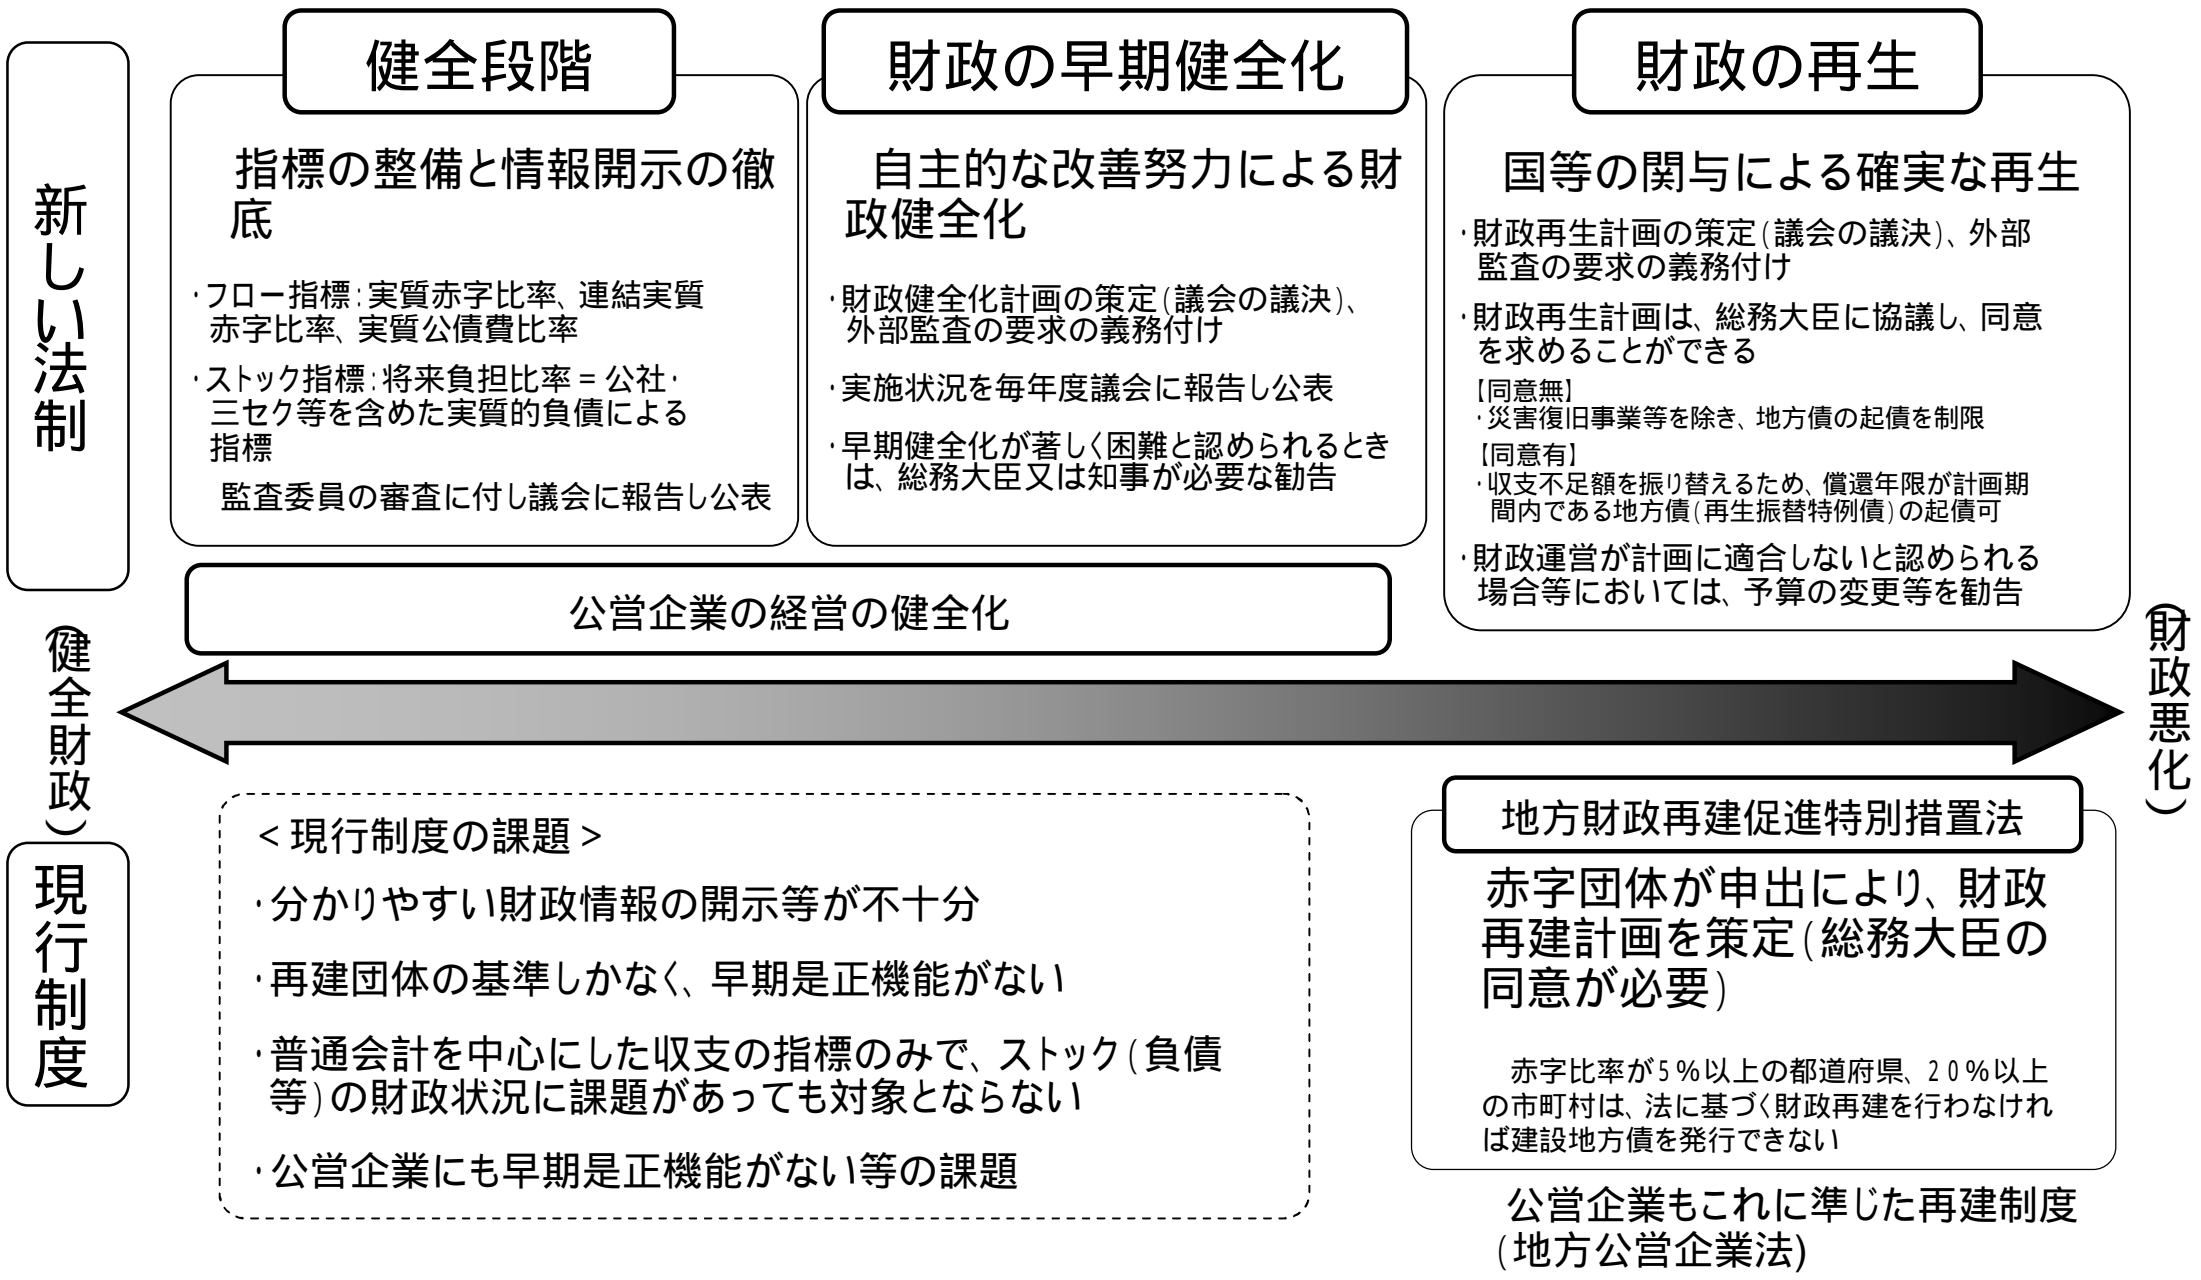 新しい法制
健全段階
指標の整備と情報開示の徹
底
・フロー指標:実質赤字比率、連結実質
赤字比率、実質公債費比率
・ストック指標:将来負担比率=公社・
三セク等を含めた実質的負債による
指標
監査委員の審査に付し議会に報告し公表
財政の早期健全化
自主的な改善努力による財
政健全化
・財政健全化計画の策定(議会の議決)、
外部監査の要求の義務付け
・実施状況を毎年度議会に報告し公表
・早期健全化が著しく困難と認められるとき
は、総務大臣又は知事が必要な勧告
財政の再生
国等の関与による確実な再生
・財政再生計画の策定(議会の議決)、外部
監査の要求の義務付け
・財政再生計画は、総務大臣に協議し、同意
を求めることができる
【同意無】
・災害復旧事業等を除き、地方債の起債を制限
【同意有】
・収支不足額を振り替えるため、償還年限が計画期
間内である地方債(再生振替特例債)の起債可
・財政運営が計画に適合しないと認められる
場合等においては、予算の変更等を勧告
公営企業の経営の健全化
(健全財政)
(財政悪化)
現行制度
<現行制度の課題>
・分かりやすい財政情報の開示等が不十分
・再建団体の基準しかなく、早期是正機能がない
・普通会計を中心にした収支の指標のみで、ストック(負債
等)の財政状況に課題があっても対象とならない
・公営企業にも早期是正機能がない等の課題
地方財政再建促進特別措置法
赤字団体が申出により、財政
再建計画を策定(総務大臣の
同意が必要)
赤字比率が5%以上の都道府県、20%以上
の市町村は、法に基づく財政再建を行わなけれ
ば建設地方債を発行できない
公営企業もこれに準じた再建制度
(地方公営企業法)